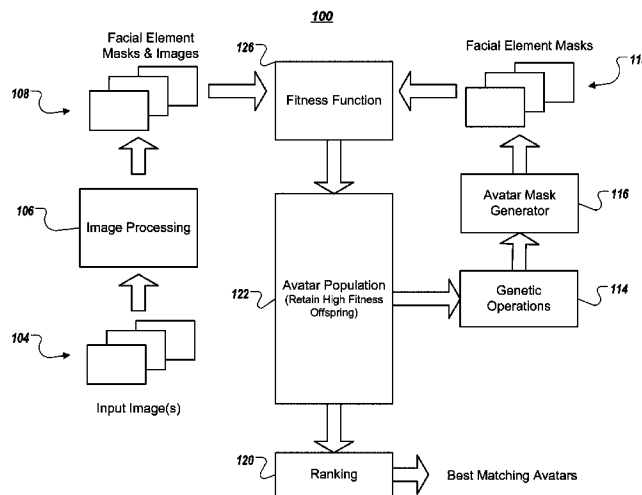 100
Facial Element
Masks & Images
126
Facial Element Masks
108
Fitness Function
106
Image Processing
Avatar Mask
Generator
116
122
Avatar Population
(Retain High Fitness
Offspring)
Genetic
Operations
114
104
Input Image(s)
120
Ranking
Best Matching Avatars